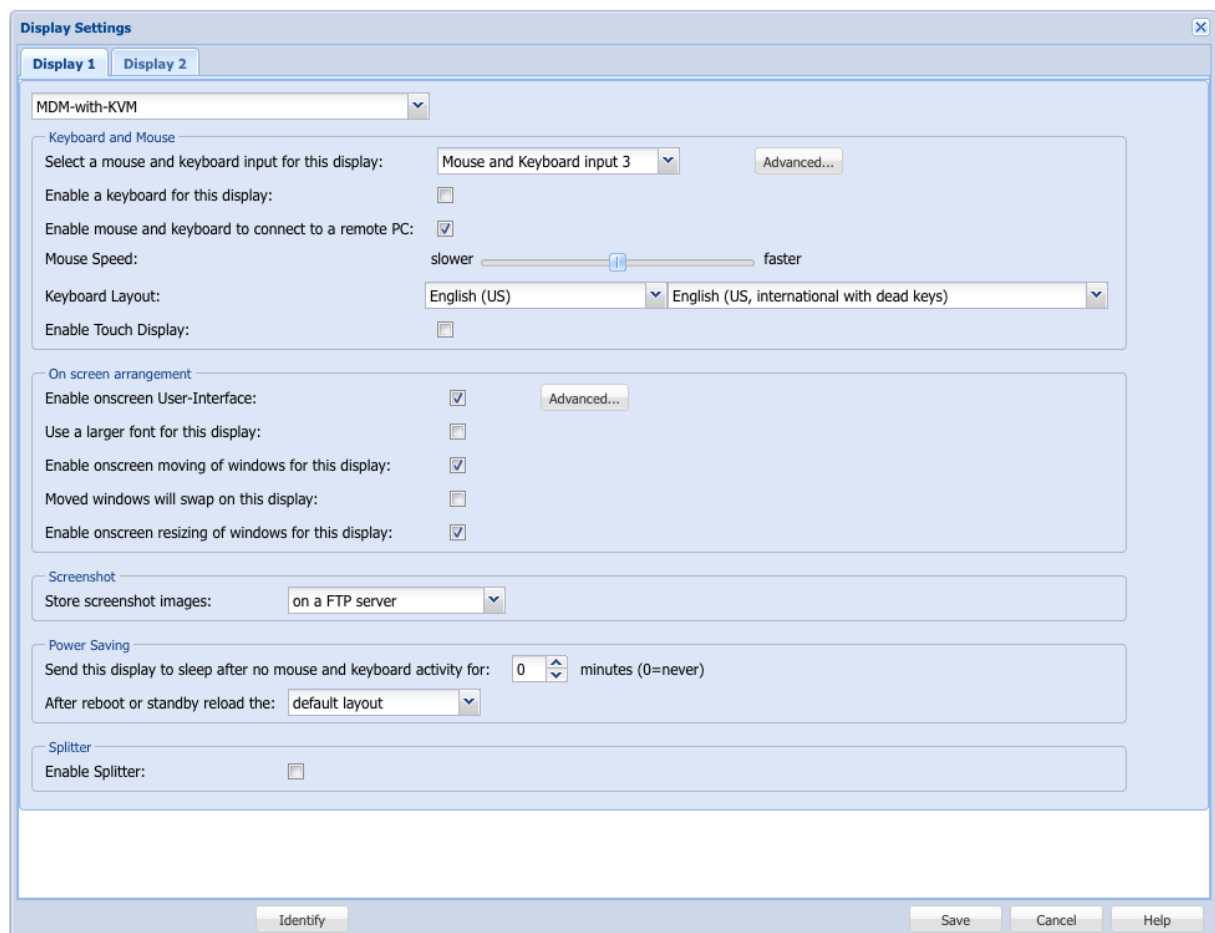 Display Settings
Display 1 Display 2
MDM-with-KVM
Keyboard and Mouse
Select a mouse and keyboard input for this display: Mouse and Keyboard input 3 Advanced...
Enable a keyboard for this display:
Enable mouse and keyboard to connect to a remote PC:
Mouse Speed: slower faster
Keyboard Layout: English (US) English (US, international with dead keys)
Enable Touch Display:
On screen arrangement
Enable onscreen User-Interface: Advanced...
Use a larger font for this display:
Enable onscreen moving of windows for this display:
Moved windows will swap on this display:
Enable onscreen resizing of windows for this display:
Screenshot
Store screenshot images: on a FTP server
Power Saving
Send this display to sleep after no mouse and keyboard activity for: 0 minutes (0=never)
After reboot or standby reload the: default layout
Splitter
Enable Splitter:
Identify Save Cancel Help